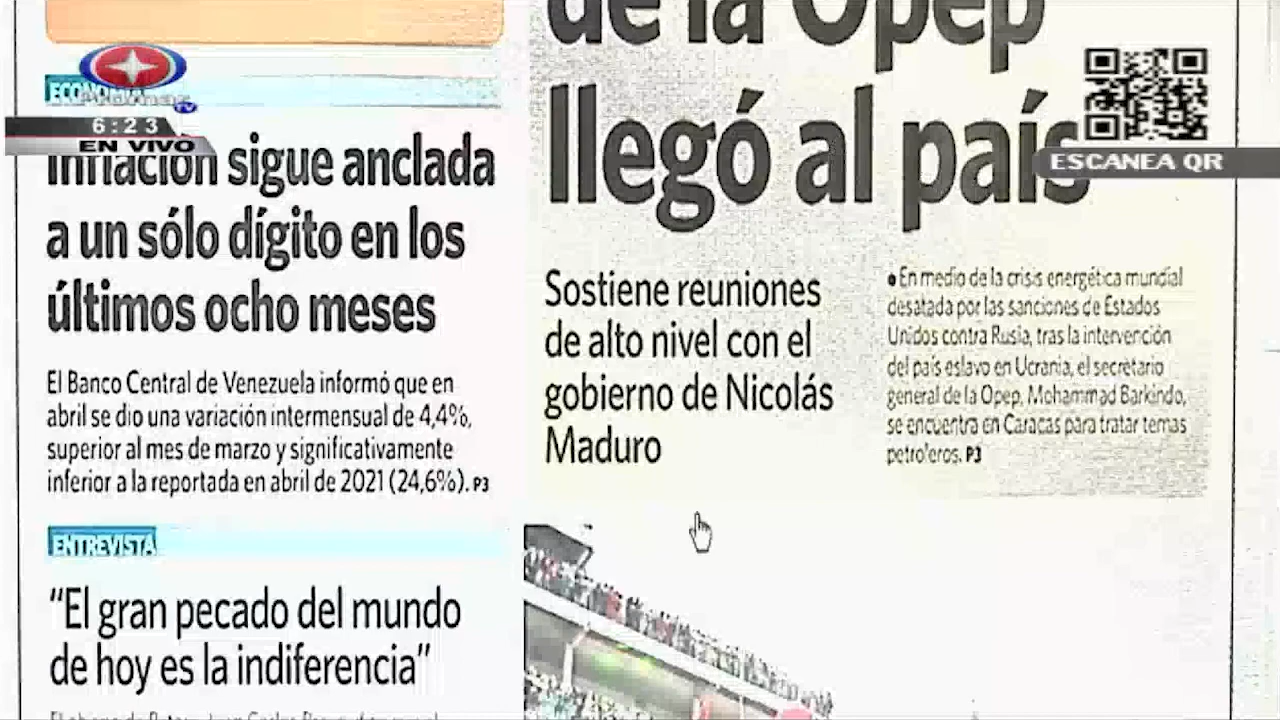 ECONOMÍA
TV
6:23
EN VIVO
Inflación sigue anclada
a un sólo dígito en los
últimos ocho meses
El Banco Central de Venezuela informó que en
abril se dio una variación intermensual de 4,4%,
superior al mes de marzo y significativamente
inferior a la reportada en abril de 2021 (24,6%). P3
ENTREVISTA
“El gran pecado del mundo
de hoy es la indiferencia”
de la Opep
llegó al país
ESCANEA QR
Sostiene reuniones
de alto nivel con el
gobierno de Nicolás
Maduro
● En medio de la crisis energética mundial
desatada por las sanciones de Estados
Unidos contra Rusia, tras la intervención
del país eslavo en Ucrania, el secretario
general de la Opep, Mohammad Barkindo,
se encuentra en Caracas para tratar temas
petroleros. P3